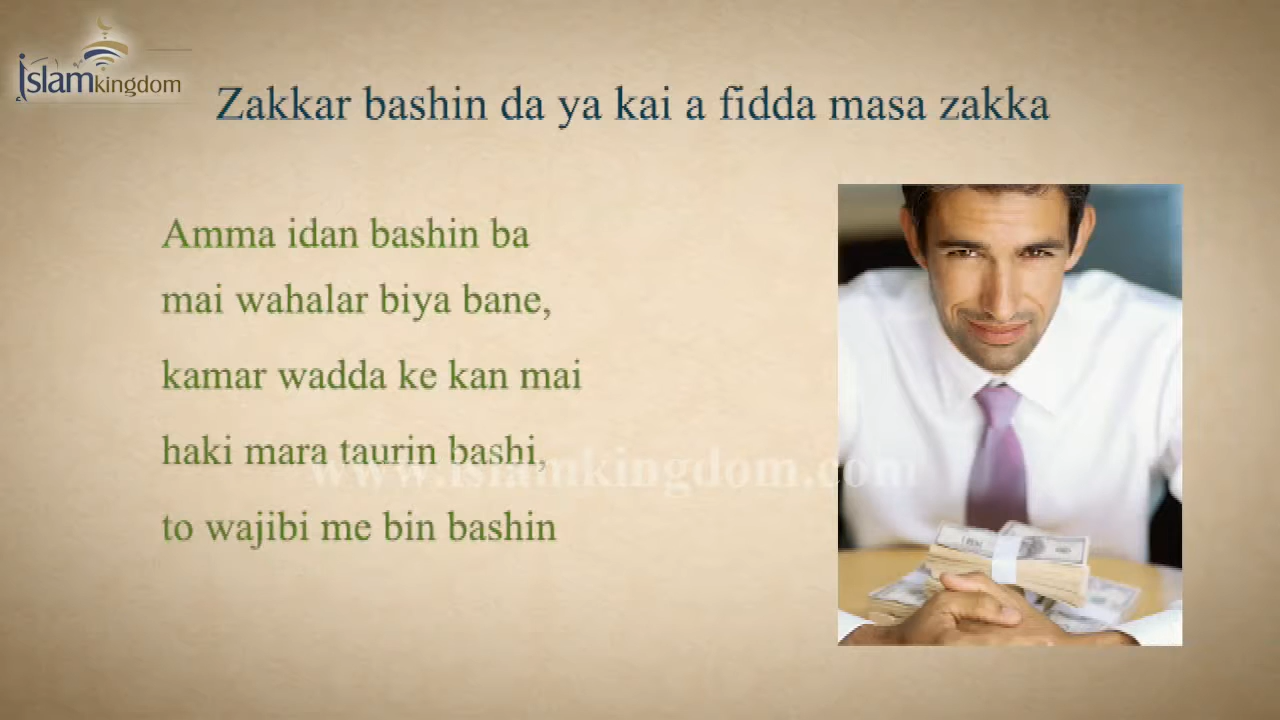 islamkingdom
Zakkar bashin da ya kai a fidda masa zakka
Amma idan bashin ba
mai wahalar biya bane,
kamar wadda ke kan mai
haki mara taurin bashi,
www.islamkingdom.com
to wajibi me bin bashin